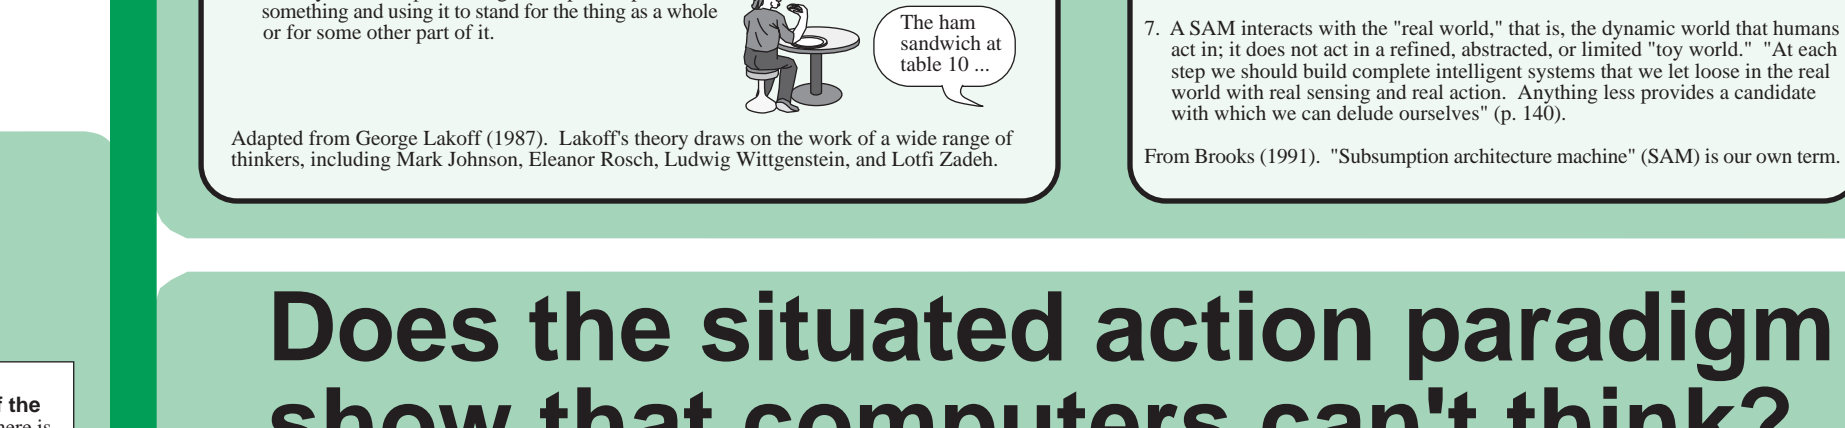 something and using it to stand for the thing as a whole
or for some other part of it.
The ham
sandwich at
table 10 ...
Adapted from George Lakoff (1987).  Lakoff's theory draws on the work of a wide range of
thinkers, including Mark Johnson, Eleanor Rosch, Ludwig Wittgenstein, and Lotfi Zadeh.
7.  A SAM interacts with the "real world," that is, the dynamic world that humans
act in; it does not act in a refined, abstracted, or limited "toy world."  "At each
step we should build complete intelligent systems that we let loose in the real
world with real sensing and real action.  Anything less provides a candidate
with which we can delude ourselves" (p. 140).
From Brooks (1991).  "Subsumption architecture machine" (SAM) is our own term.
the
is
Does the situated action paradigm
show that computers can't think?